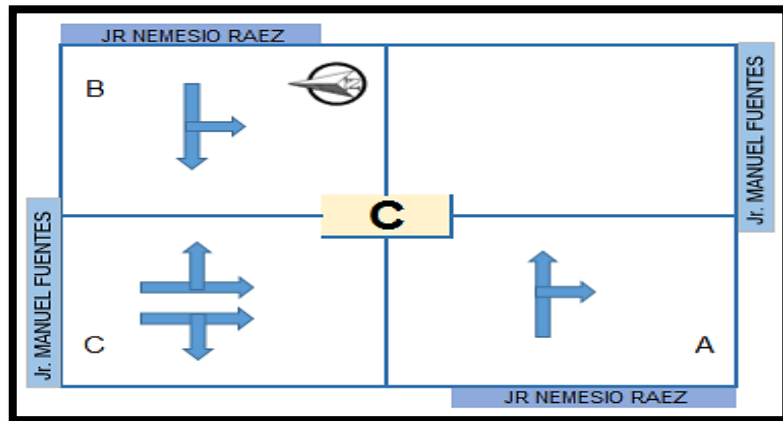 JR NEMESIO RAEZ
B
Jr. MANUEL FUENTES
C
Jr. MANUEL FUENTES
C
A
JR NEMESIO RAEZ